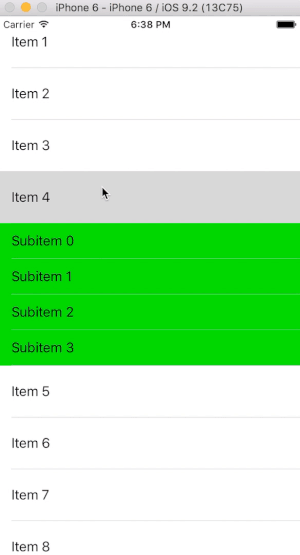 iPhone 6 - iPhone 6 / iOS 9.2 (13C75)
Carrier 6:38 PM
Item 1
Item 2
Item 3
Item 4
Subitem 0
Subitem 1
Subitem 2
Subitem 3
Item 5
Item 6
Item 7
Item 8